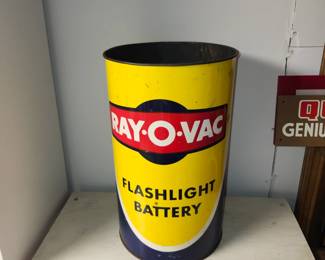 RAY-O-VAC
FLASHLIGHT
BATTERY
GENIU